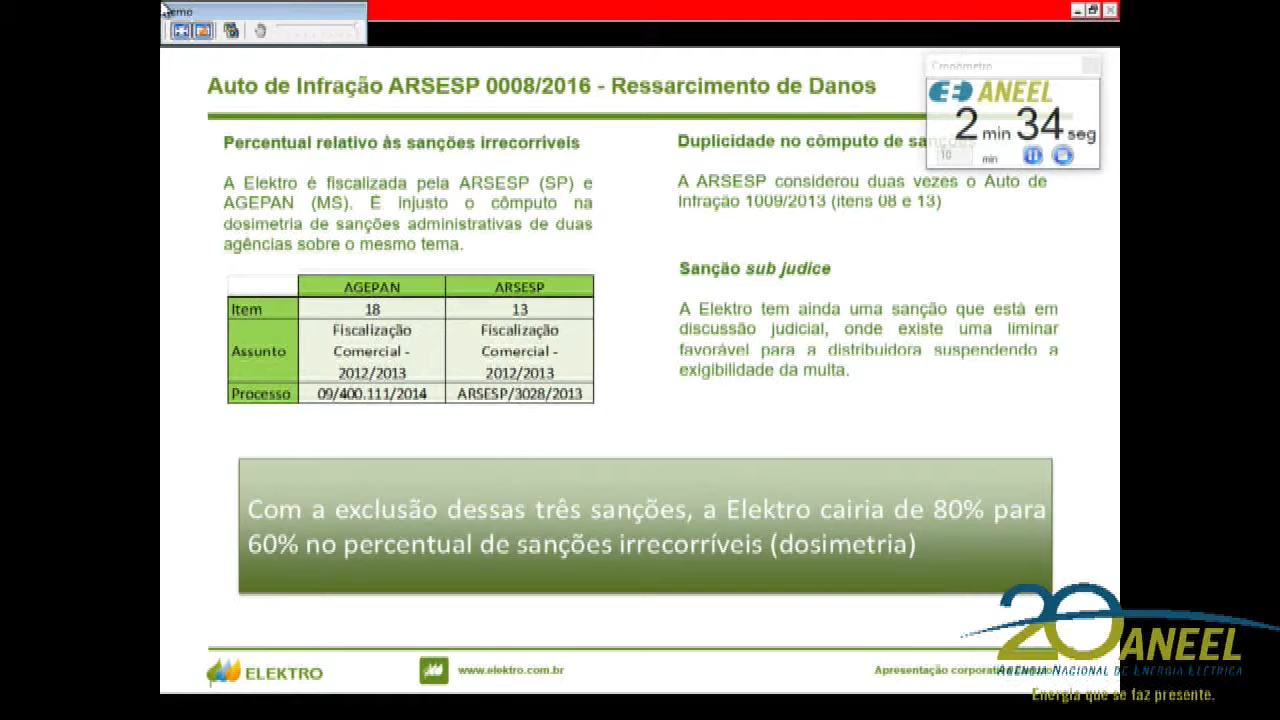 emo
Auto de Infração ARSESP 0008/2016 - Ressarcimento de Danos
Cronômetro
ANEEL
2 min 34 seg
10 min
Percentual relativo às sanções irrecorríveis
A Elektro é fiscalizada pela ARSESP (SP) e
AGEPAN (MS). É injusto o cômputo na
dosimetria de sanções administrativas de duas
agências sobre o mesmo tema.
AGEPAN ARSESP
Item 18 13
Assunto Fiscalização Comercial - 2012/2013 Fiscalização Comercial - 2012/2013
Processo 09/400.111/2014 ARSESP/3028/2013
Duplicidade no cômputo de sanções
A ARSESP considerou duas vezes o Auto de
Infração 1009/2013 (itens 08 e 13)
Sanção sub judice
A Elektro tem ainda uma sanção que está em
discussão judicial, onde existe uma liminar
favorável para a distribuidora suspendendo a
exigibilidade da multa.
Com a exclusão dessas três sanções, a Elektro cairia de 80% para
60% no percentual de sanções irrecorríveis (dosimetria)
ELEKTRO
www.elektro.com.br
Apresentação corporati
20 ANEEL
AGÊNCIA NACIONAL DE ENERGIA ELÉTRICA
Energia que se faz presente.